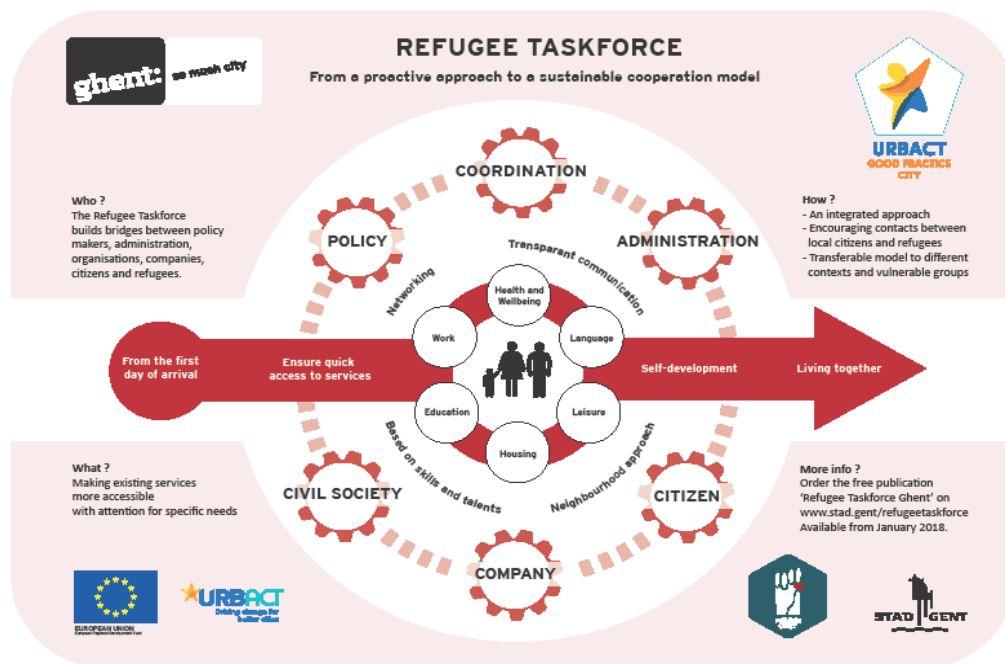 ghent:
so much city
REFUGEE TASKFORCE
From a proactive approach to a sustainable cooperation model
URBACT
GOOD PRACTICE
CITY
Who ?
The Refugee Taskforce
builds bridges between policy
makers, administration,
organisations, companies,
citizens and refugees.
How ?
- An integrated approach
- Encouraging contacts between
local citizens and refugees
- Transferable model to different
contexts and vulnerable groups
COORDINATION
POLICY
ADMINISTRATION
Networking
Transparant communication
Health and
Wellbeing
Work
Language
From the first
day of arrival
Ensure quick
access to services
Self-development
Living together
Education
Leisure
Housing
Based on skills and talents
Neighbourhood approach
CIVIL SOCIETY
CITIZEN
COMPANY
What ?
Making existing services
more accessible
with attention for specific needs
More info ?
Order the free publication
‘Refugee Taskforce Ghent’ on
www.stad.gent/refugeetaskforce
Available from January 2018.
EUROPEAN UNION
European Regional Development Fund
URBACT
Driving change for
better cities
STAD GENT